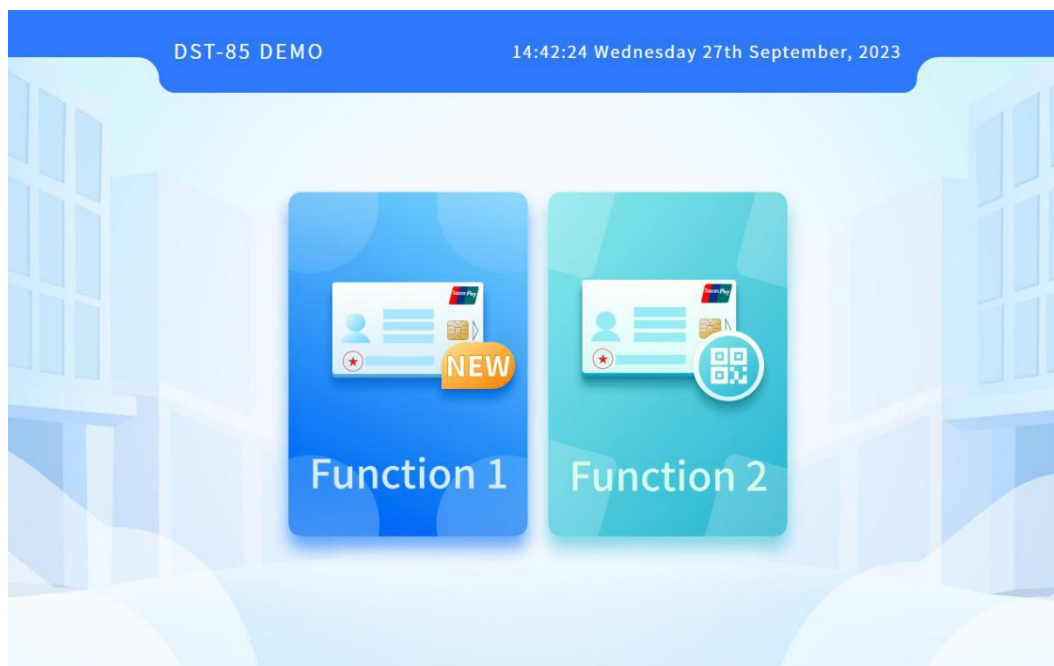 DST-85 DEMO
14:42:24 Wednesday 27th September, 2023
NEW
Function 1
Function 2